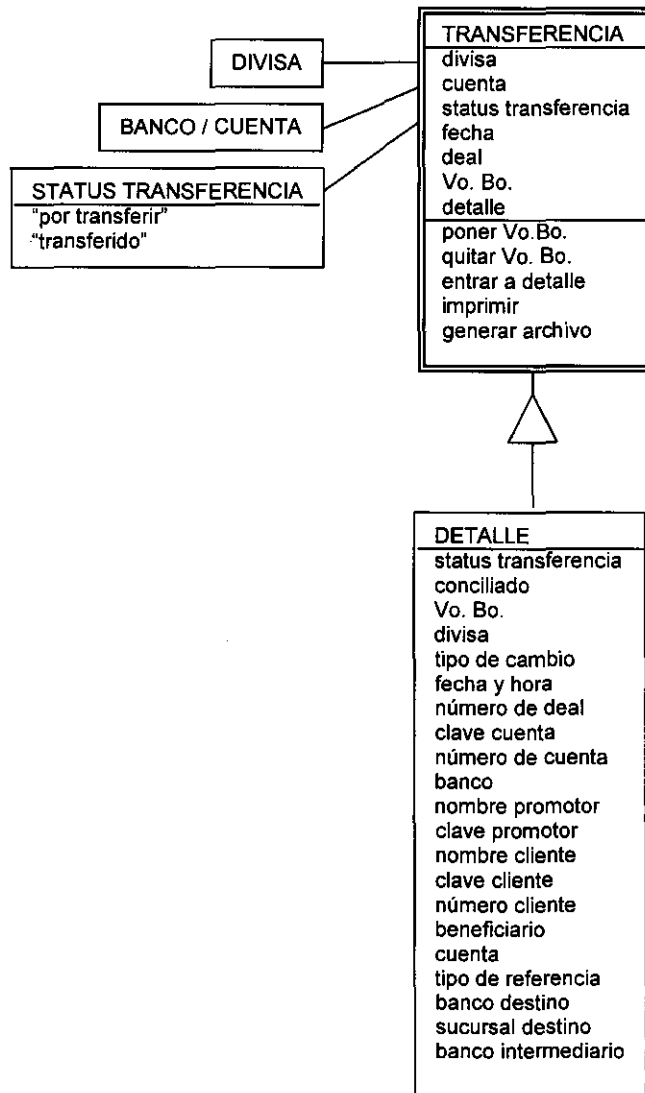 TRANSFERENCIA
divisa
cuenta
status transferencia
fecha
deal
Vo. Bo.
detalle
poner Vo.Bo.
quitar Vo. Bo.
entrar a detalle
imprimir
generar archivo
DIVISA
BANCO / CUENTA
STATUS TRANSFERENCIA
"por transferir"
"transferido"
DETALLE
status transferencia
conciliado
Vo. Bo.
divisa
tipo de cambio
fecha y hora
número de deal
clave cuenta
número de cuenta
banco
nombre promotor
clave promotor
nombre cliente
clave cliente
número cliente
beneficiario
cuenta
tipo de referencia
banco destino
sucursal destino
banco intermediario